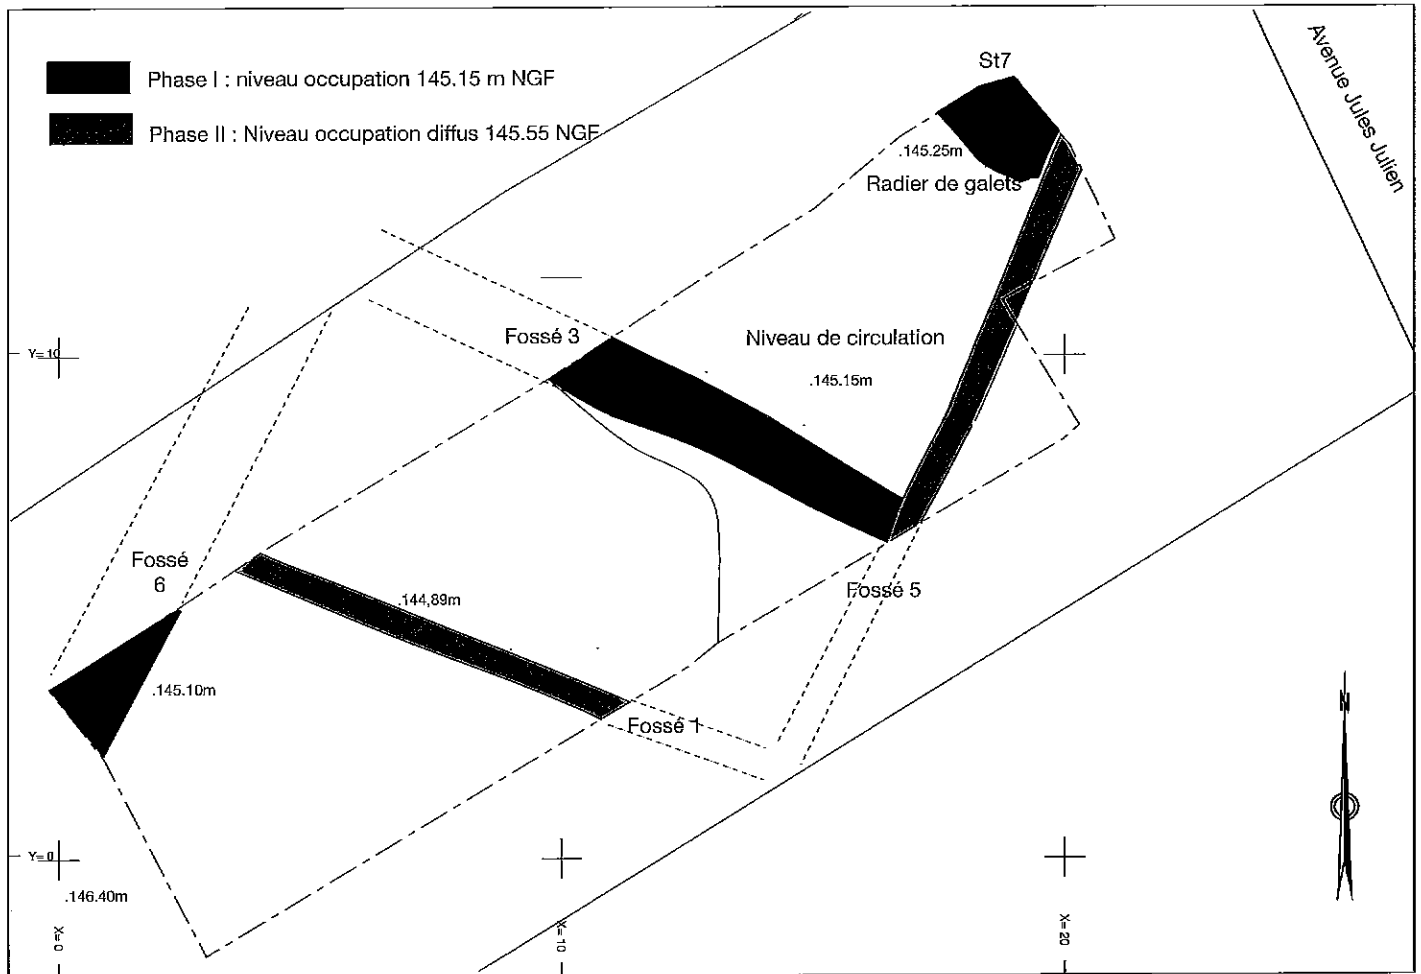 St7
Phase I : niveau occupation 145.15 m NGF
Phase II : Niveau occupation diffus 145.55 NGF
Avenue Jules Julien
.145.25m
Radier de galets
Fossé 3
Niveau de circulation
Y=10
.145.15m
Fossé
6
.144,89m
Fossé 5
.145.10m
Fossé 1
N
Y=0
.146.40m
X=0
X=10
X=20